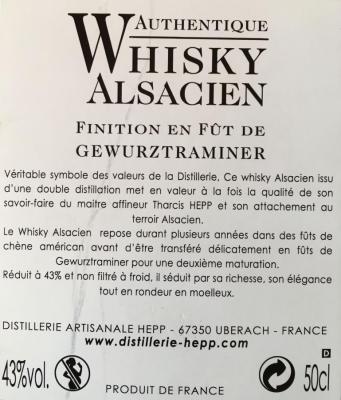 AUTHENTIQUE
WHISKY
ALSACIEN
FINITION EN FÛT DE
GEWURZTRAMINER
Véritable symbole des valeurs de la Distillerie, Ce whisky Alsacien issu
d'une double distillation met en valeur à la fois la qualité de son
savoir-faire du maitre affineur Tharcis HEPP et son attachement au
terroir Alsacien.
Le Whisky Alsacien repose durant plusieurs années dans des fûts de
chène américan avant d'être transféré délicatement en fûts de
Gewurztraminer pour une deuxième maturation.
Réduit à 43% et non filtré à froid, il séduit par sa richesse, son élégance
tout en rondeur en moelleux.
DISTILLERIE ARTISANALE HEPP - 67350 UBERACH - FRANCE
www.distillerie-hepp.com
D
43%vol.
50cl
PRODUIT DE FRANCE